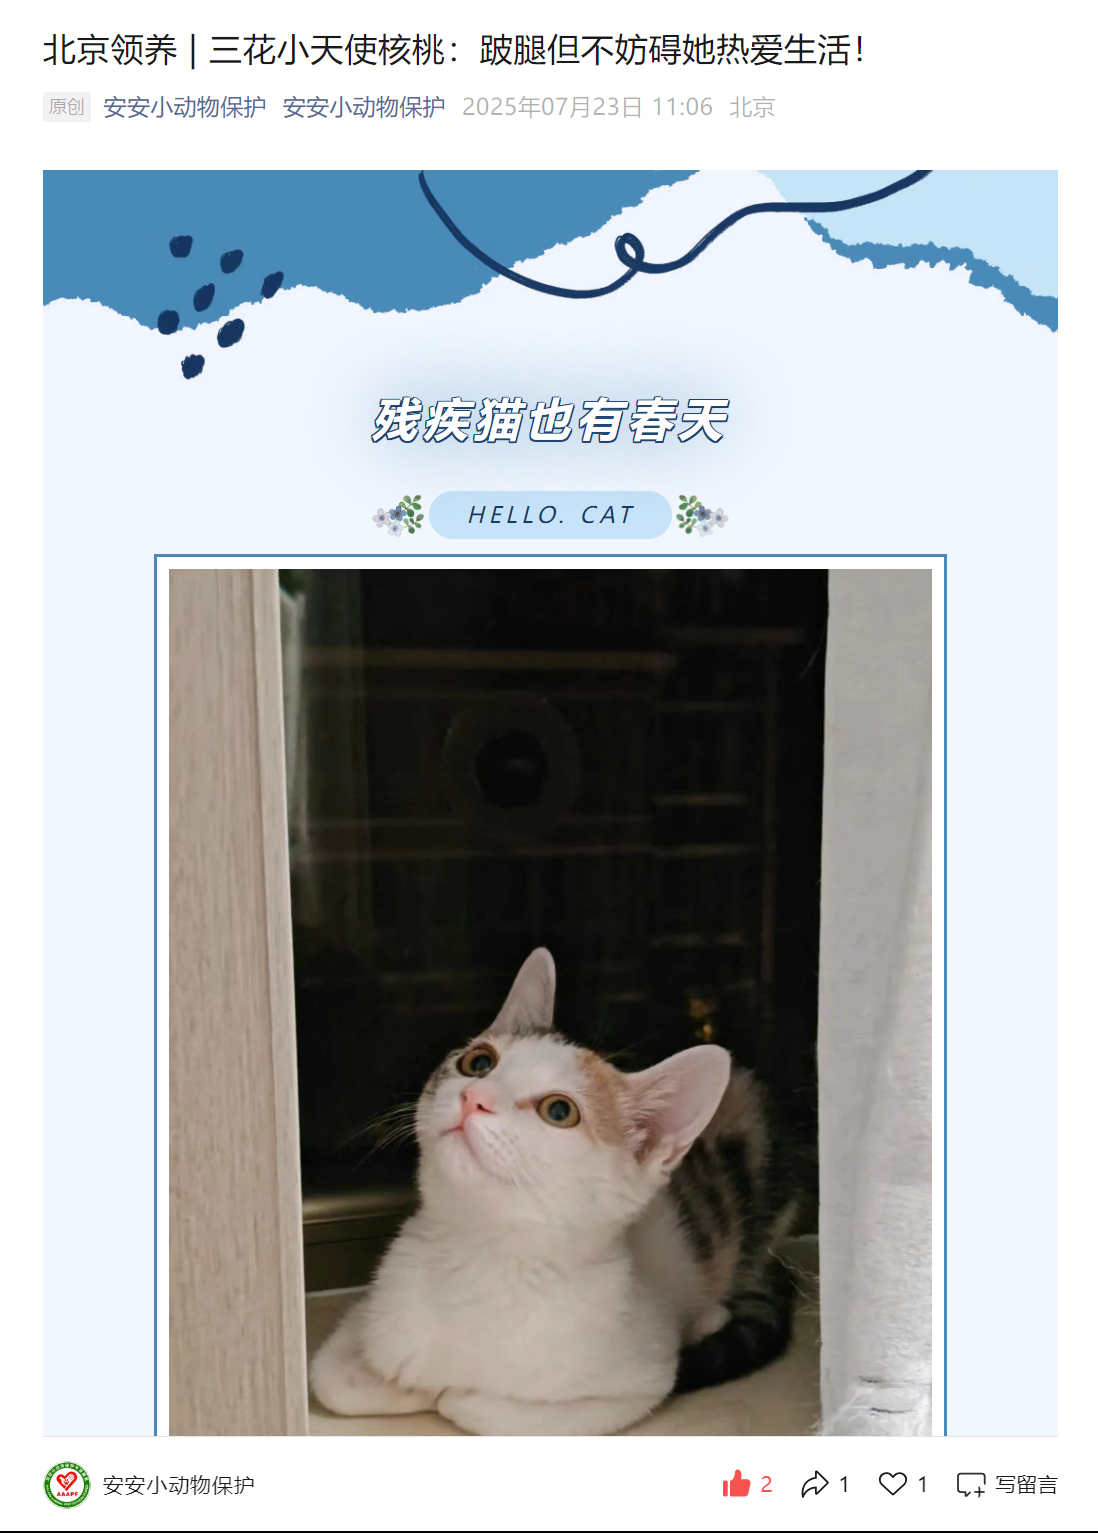 北京领养 | 三花小天使核桃：跛腿但不妨碍她热爱生活！
原创 安安小动物保护 安安小动物保护 2025年07月23日 11:06 北京
残疾猫也有春天
HELLO. CAT
AAAPF
安安小动物保护 2 1 1 写留言